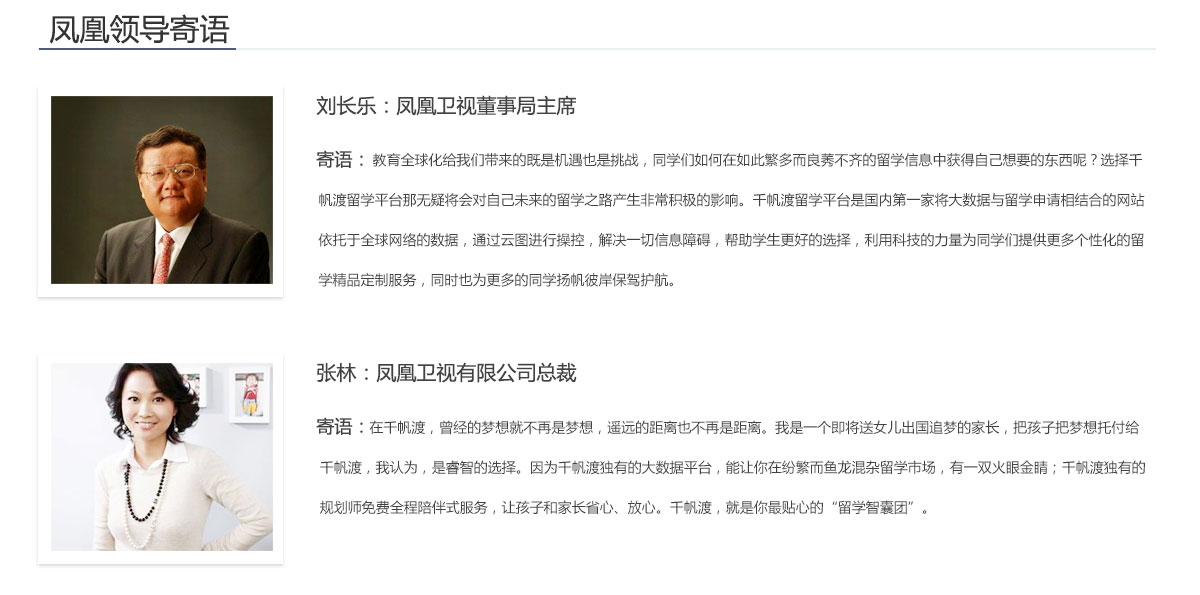 凤凰领导寄语
刘长乐：凤凰卫视董事局主席
寄语：教育全球化给我们带来的既是机遇也是挑战，同学们如何在如此繁多而良莠不齐的留学信息中获得自己想要的东西呢？选择千
帆渡留学平台那无疑将会对自己未来的留学之路产生非常积极的影响。千帆渡留学平台是国内第一家将大数据与留学申请相结合的网站
依托于全球网络的数据，通过云图进行操控，解决一切信息障碍，帮助学生更好的选择，利用科技的力量为同学们提供更多个性化的留
学精品定制服务，同时也为更多的同学扬帆彼岸保驾护航。
张林：凤凰卫视有限公司总裁
寄语：在千帆渡，曾经的梦想就不再是梦想，遥远的距离也不再是距离。我是一个即将送女儿出国追梦的家长，把孩子把梦想托付给
千帆渡，我认为，是睿智的选择。因为千帆渡独有的大数据平台，能让你在纷繁而鱼龙混杂留学市场，有一双火眼金睛；千帆渡独有的
规划师免费全程陪伴式服务，让孩子和家长省心、放心。千帆渡，就是你最贴心的“留学智囊团”。